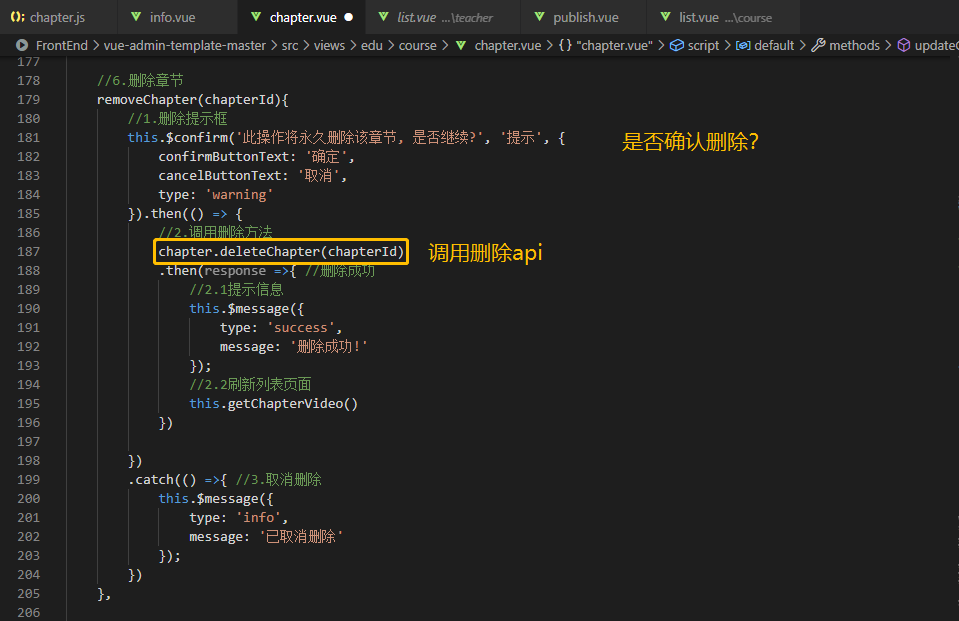 chapter.js info.vue chapter.vue list.vue ...\teacher publish.vue list.vue ...\course
FrontEnd > vue-admin-template-master > src > views > edu > course > chapter.vue > {} "chapter.vue" > script > default > methods > update
177
178 //6.删除章节
179 removeChapter(chapterId){
180 //1.删除提示框
181 this.$confirm('此操作将永久删除该章节, 是否继续?', '提示', { 是否确认删除?
182 confirmButtonText: '确定',
183 cancelButtonText: '取消',
184 type: 'warning'
185 }).then(() => {
186 //2.调用删除方法
187 chapter.deleteChapter(chapterId) 调用删除api
188 .then(response =>{ //删除成功
189 //2.1提示信息
190 this.$message({
191 type: 'success',
192 message: '删除成功!'
193 });
194 //2.2刷新列表页面
195 this.getChapterVideo()
196 })
197
198 })
199 .catch(() =>{ //3.取消删除
200 this.$message({
201 type: 'info',
202 message: '已取消删除'
203 });
204 })
205 },
206